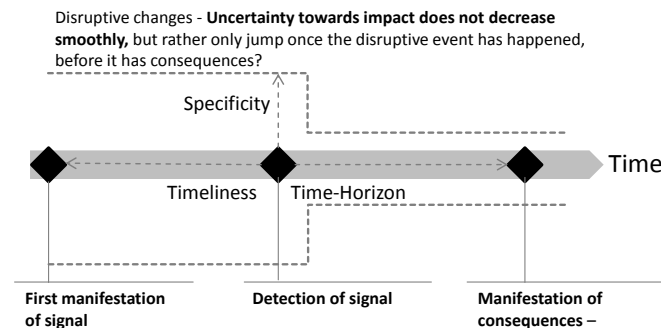 Disruptive changes - Uncertainty towards impact does not decrease
smoothly, but rather only jump once the disruptive event has happened,
before it has consequences?
Specificity
Time
Timeliness
Time-Horizon
First manifestation
of signal
Detection of signal
Manifestation of
consequences –